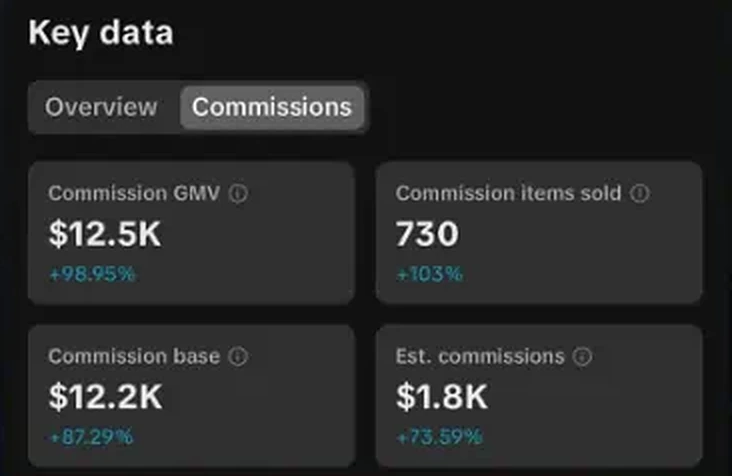 Key data
Overview
Commissions
Commission GMV
Commission items sold
$12.5K
730
+98.95%
+103%
Commission base
Est. commissions
$12.2K
$1.8K
+87.29%
+73.59%